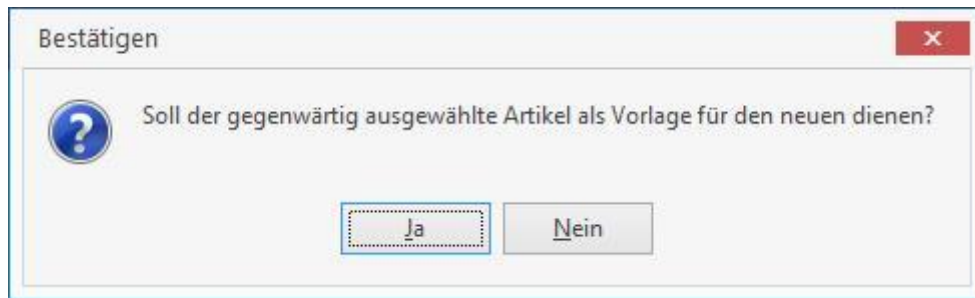 Bestätigen
Soll der gegenwärtig ausgewählte Artikel als Vorlage für den neuen dienen?
Ja
Nein